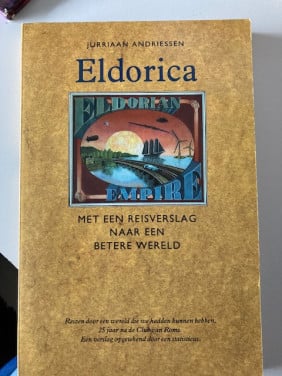 JURRIAAN ANDRIESSEN
Eldorica
ELDORIAN
EMPIRE
MET EEN REISVERSLAG
NAAR EEN
BETERE WERELD
Reizen door een wereld die we hadden kunnen hebben,
25 jaar na de Club van Rome.
Een verslag opgetekend door een statisticus.